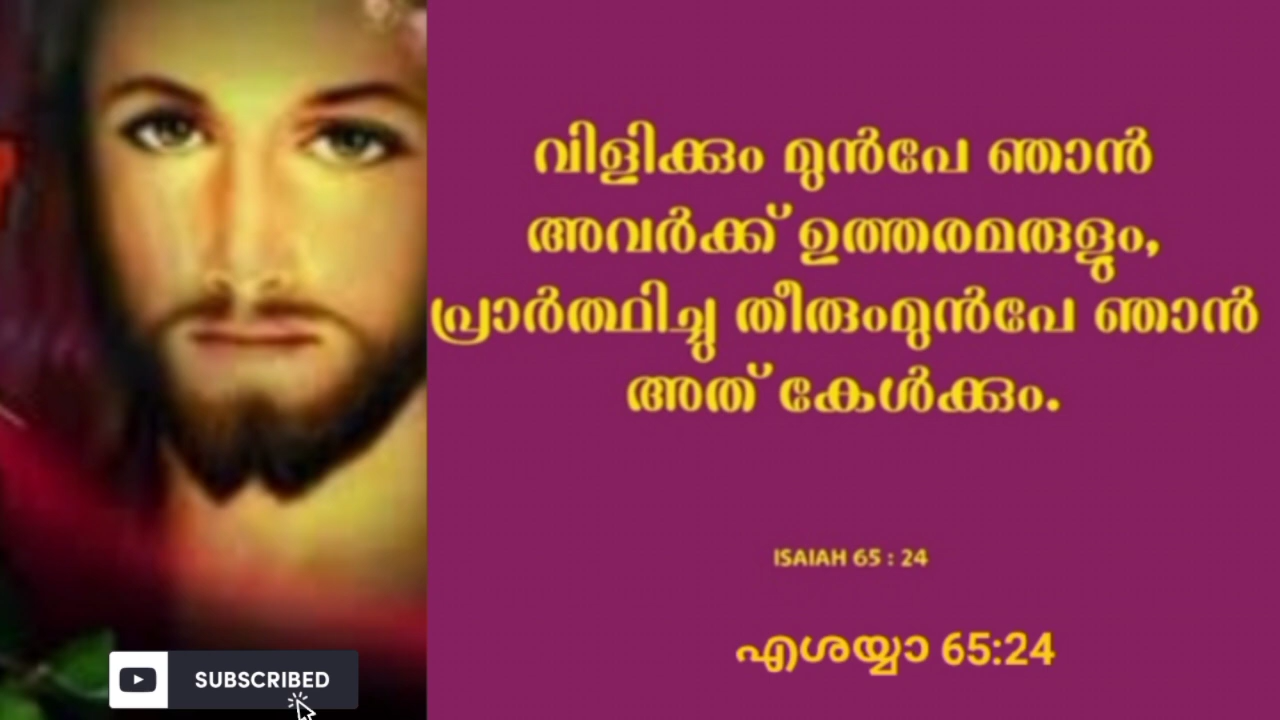 വിളിക്കും മുൻപേ ഞാൻ
അവർക്ക് ഉത്തരമരുളും,
പ്രാർത്ഥിച്ചു തീരുംമുൻപേ ഞാൻ
അത് കേൾക്കും.
ISAIAH 65 : 24
എശയ്യാ 65:24
SUBSCRIBED